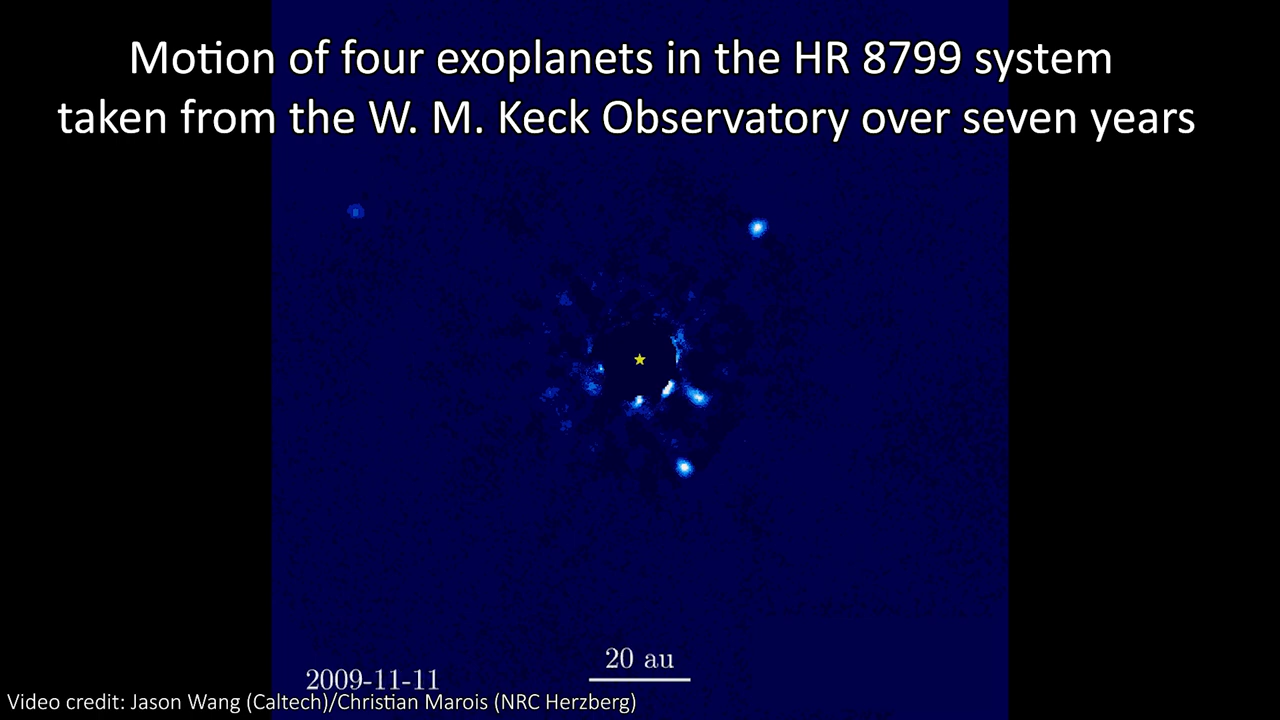 Motion of four exoplanets in the HR 8799 system
taken from the W. M. Keck Observatory over seven years
20 au
2009-11-11
Video credit: Jason Wang (Caltech)/Christian Marois (NRC Herzberg)